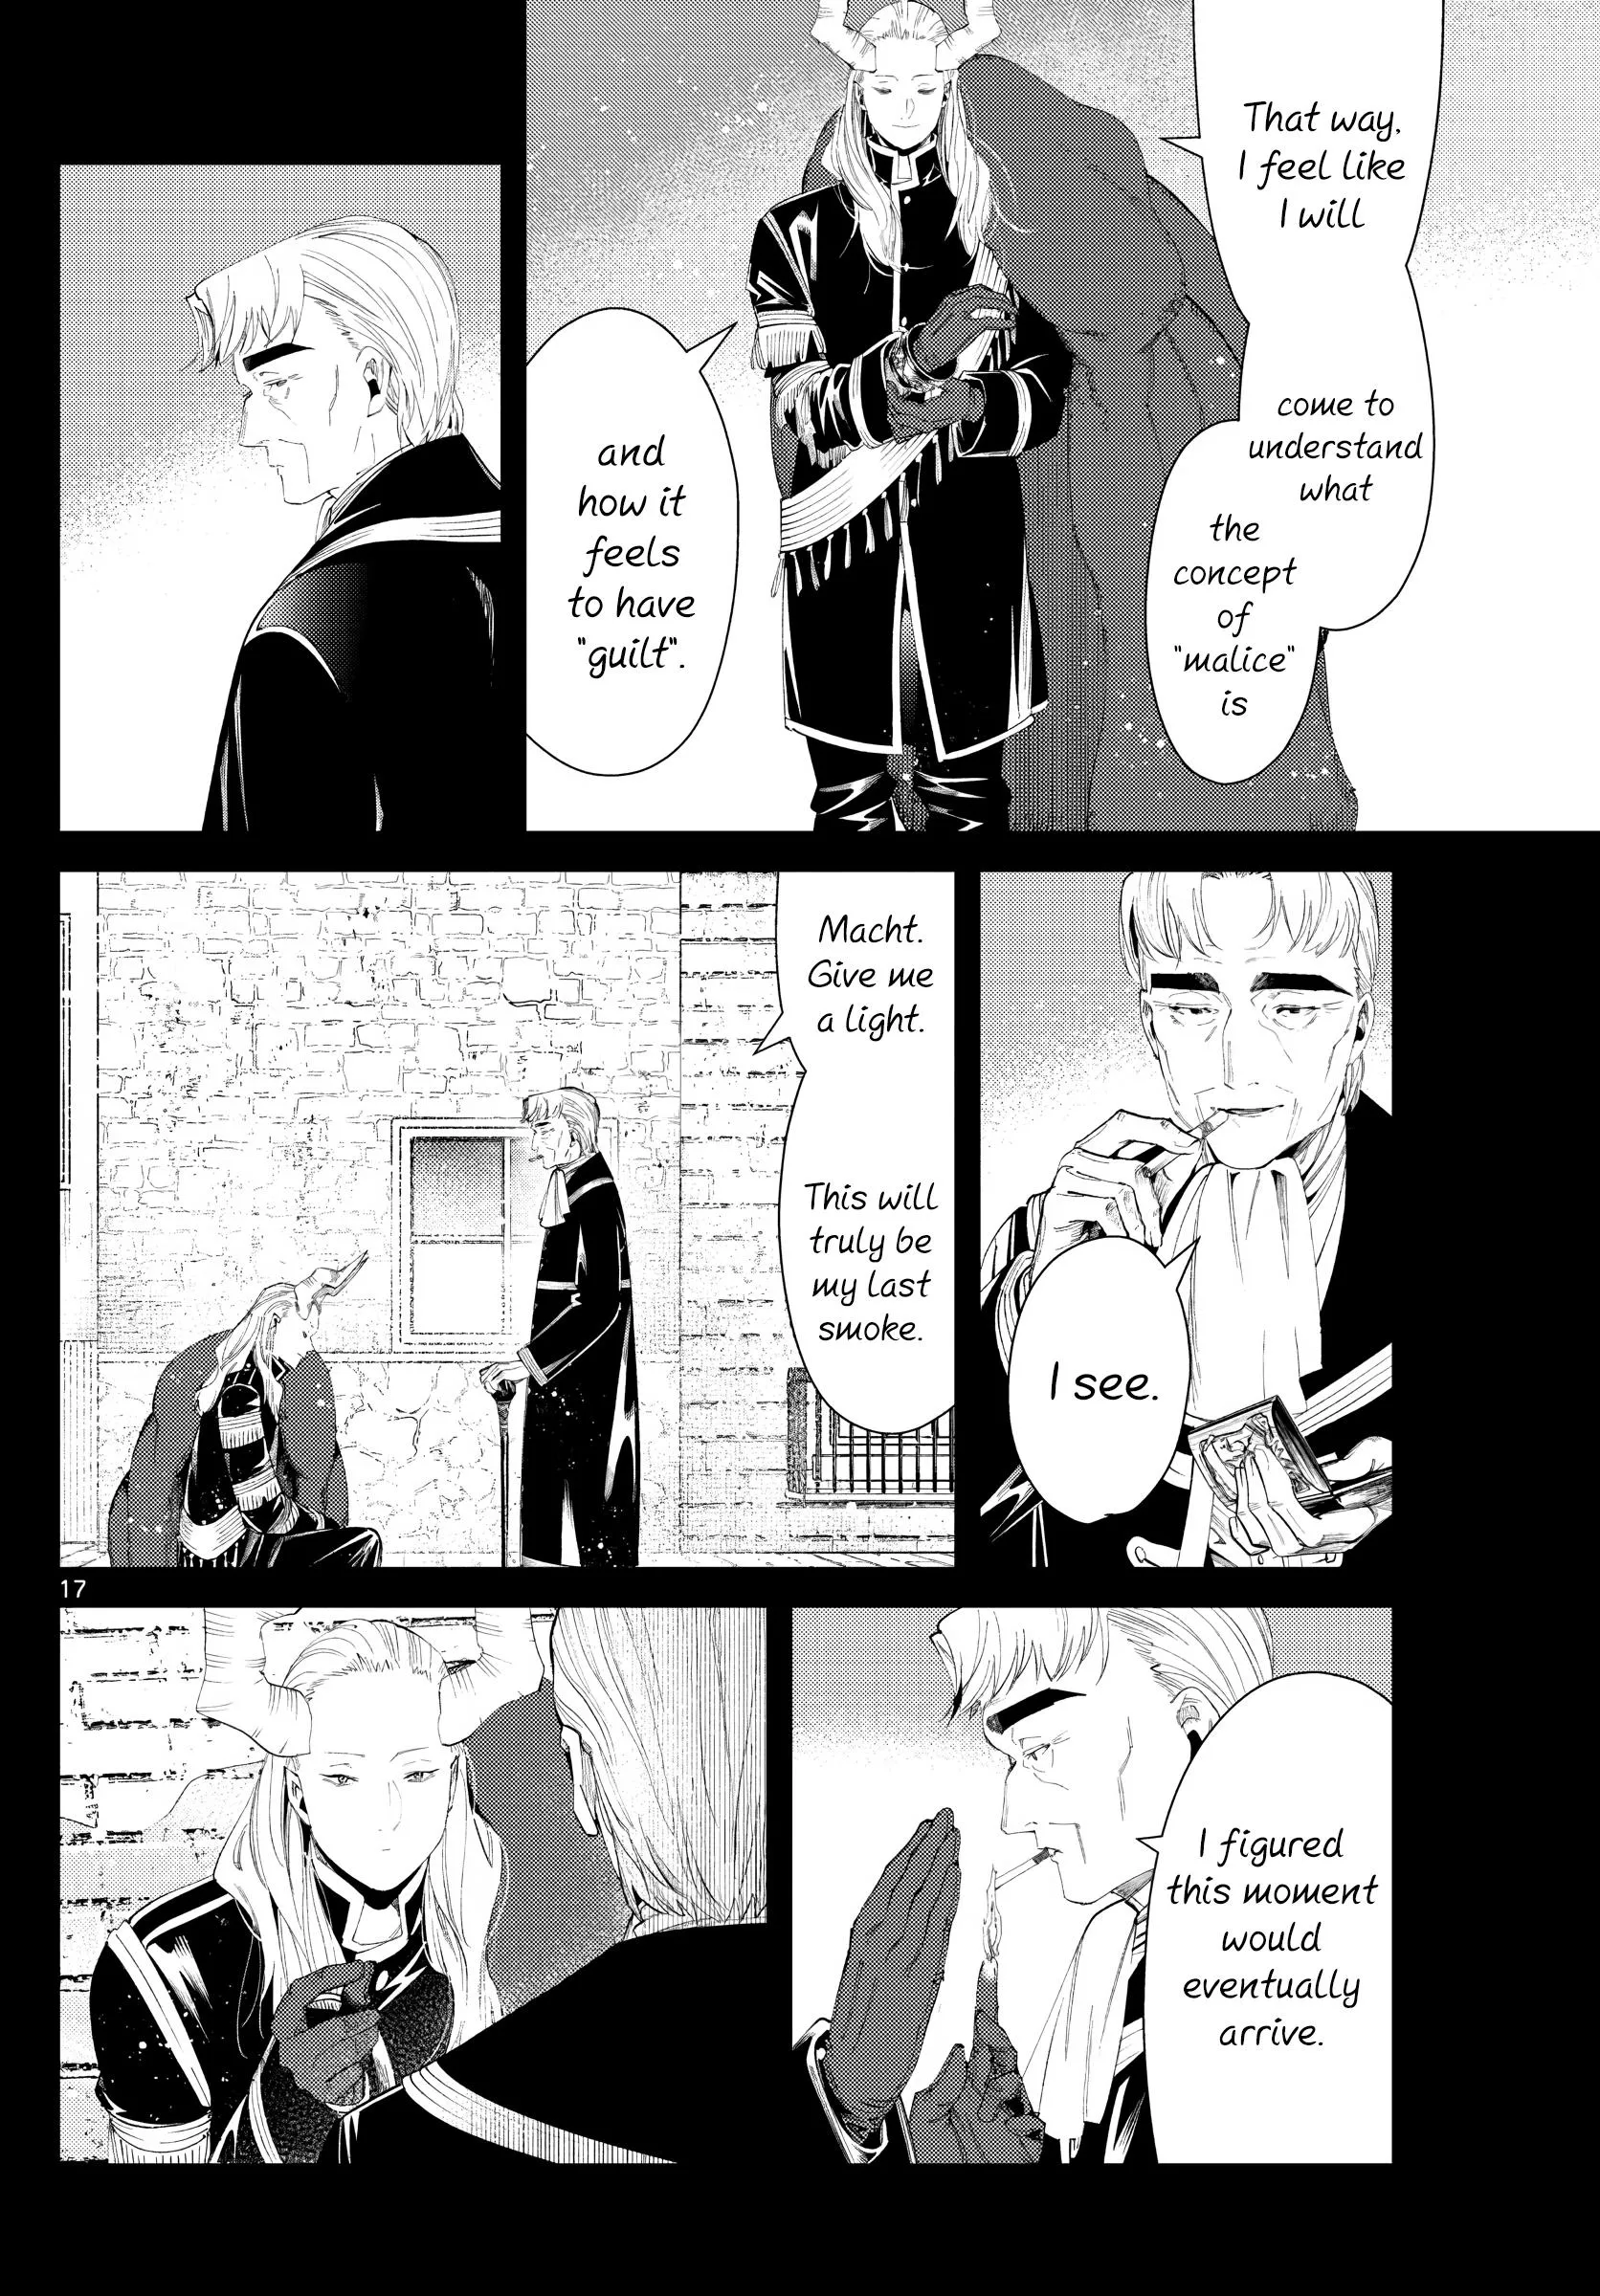 That way,
I feel like
I will
come to
understand
what
the
concept
of
"malice"
is
and
how it
feels
to have
"guilt".
I see.
Macht.
Give me
a light.
This will
truly be
my last
smoke.
I figured
this moment
would
eventually
arrive.
17